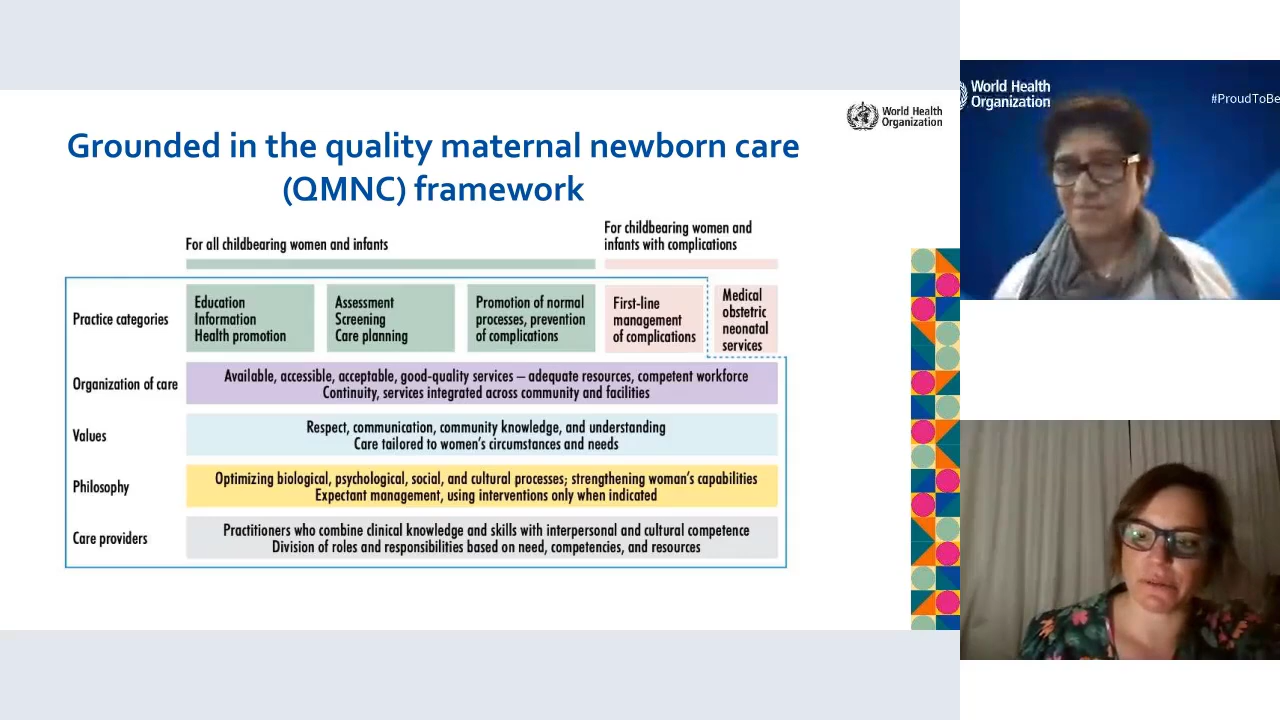 World Health
Organization
Grounded in the quality maternal newborn care
(QMNC) framework
For all childbearing women and infants
For childbearing women and
infants with complications
Practice categories
Education
Information
Health promotion
Assessment
Screening
Care planning
Promotion of normal
processes, prevention
of complications
First-line
management
of complications
Medical
obstetric
neonatal
services
Organization of care
Available, accessible, acceptable, good-quality services – adequate resources, competent workforce
Continuity, services integrated across community and facilities
Values
Respect, communication, community knowledge, and understanding
Care tailored to women's circumstances and needs
Philosophy
Optimizing biological, psychological, social, and cultural processes; strengthening woman's capabilities
Expectant management, using interventions only when indicated
Care providers
Practitioners who combine clinical knowledge and skills with interpersonal and cultural competence
Division of roles and responsibilities based on need, competencies, and resources
World Health
Organization
#ProudToBe